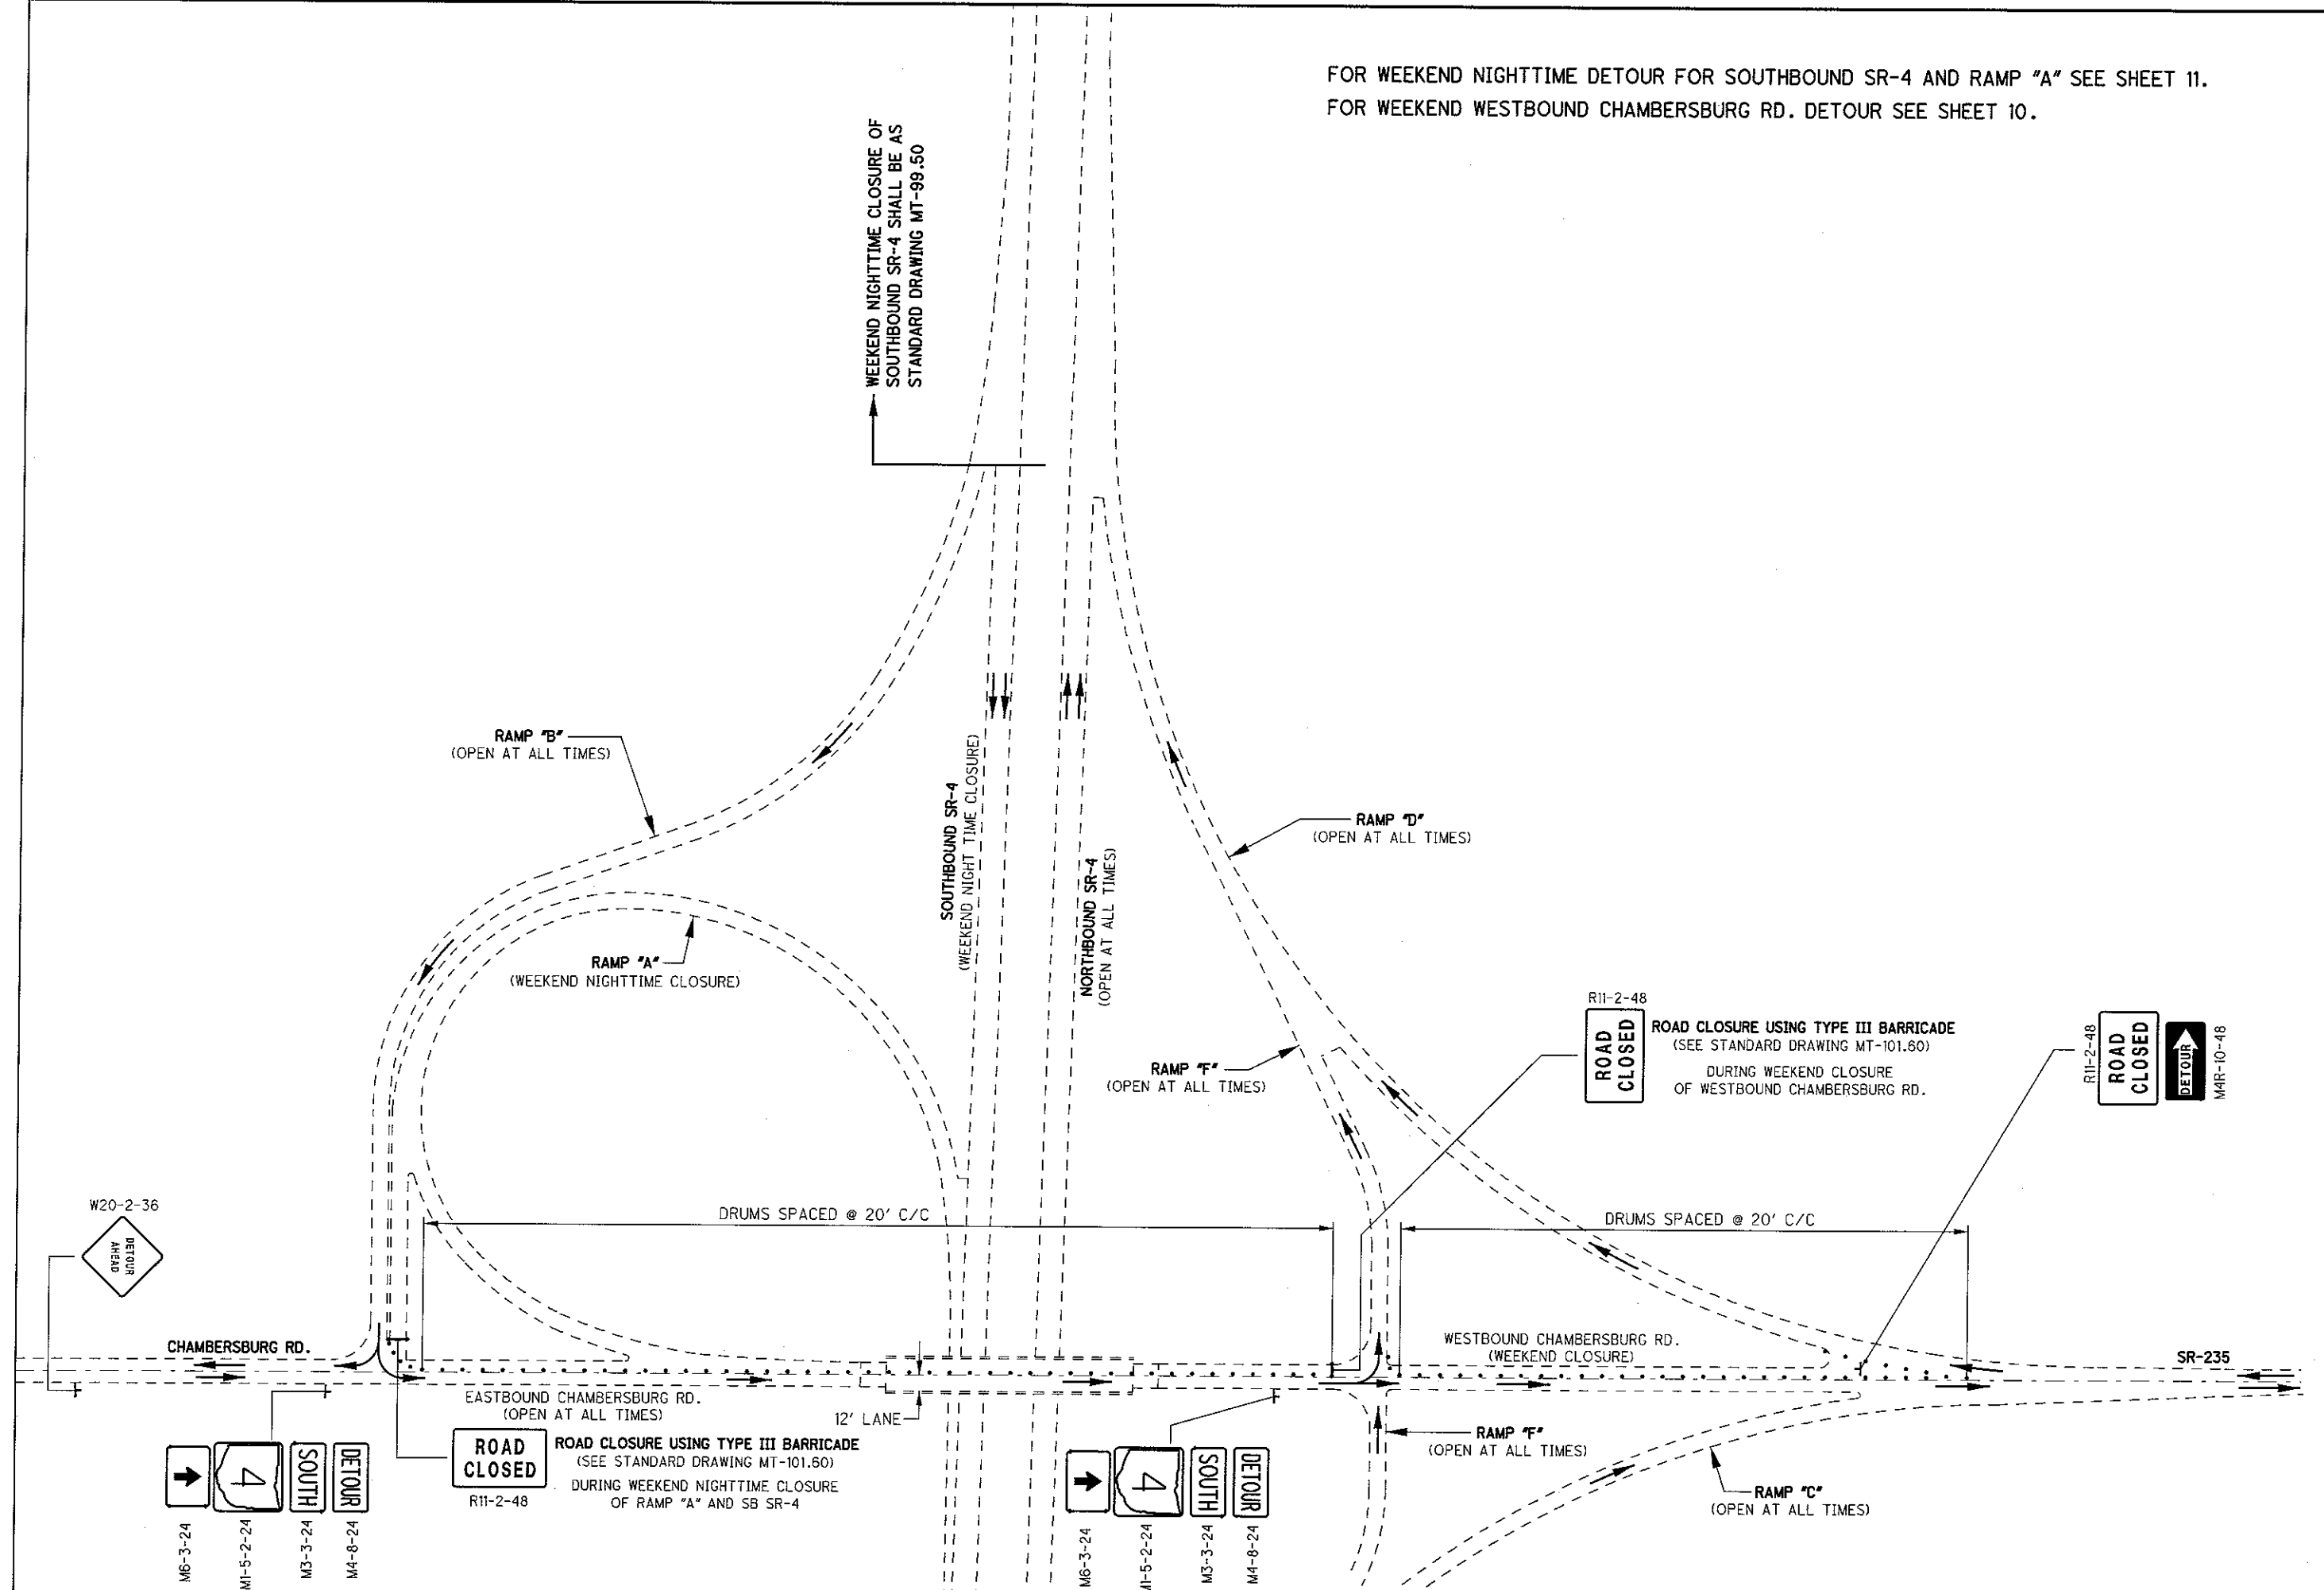 FOR WEEKEND NIGHTTIME DETOUR FOR SOUTHBOUND SR-4 AND RAMP "A" SEE SHEET 11.
FOR WEEKEND WESTBOUND CHAMBERSBURG RD. DETOUR SEE SHEET 10.
WEEKEND NIGHTTIME CLOSURE OF
SOUTHBOUND SR-4 SHALL BE AS
STANDARD DRAWING MT-99.50
RAMP "B"
(OPEN AT ALL TIMES)
SOUTHBOUND SR-4
(WEEKEND NIGHT TIME CLOSURE)
NORTHBOUND SR-4
(OPEN AT ALL TIMES)
RAMP "D"
(OPEN AT ALL TIMES)
RAMP "A"
(WEEKEND NIGHTTIME CLOSURE)
RAMP "F"
(OPEN AT ALL TIMES)
R11-2-48
ROAD
CLOSED
ROAD CLOSURE USING TYPE III BARRICADE
(SEE STANDARD DRAWING MT-101.60)
DURING WEEKEND CLOSURE
OF WESTBOUND CHAMBERSBURG RD.
R11-2-48
ROAD
CLOSED
DETOUR
M4R-10-48
W20-2-36
DETOUR
AHEAD
DRUMS SPACED @ 20' C/C
DRUMS SPACED @ 20' C/C
CHAMBERSBURG RD.
WESTBOUND CHAMBERSBURG RD.
(WEEKEND CLOSURE)
SR-235
EASTBOUND CHAMBERSBURG RD.
(OPEN AT ALL TIMES)
12' LANE
ROAD
CLOSED
R11-2-48
ROAD CLOSURE USING TYPE III BARRICADE
(SEE STANDARD DRAWING MT-101.60)
DURING WEEKEND NIGHTTIME CLOSURE
OF RAMP "A" AND SB SR-4
RAMP "F"
(OPEN AT ALL TIMES)
RAMP "C"
(OPEN AT ALL TIMES)
DETOUR
SOUTH
4
M6-3-24
M1-5-2-24
M3-3-24
M4-8-24
DETOUR
SOUTH
4
M6-3-24
M1-5-2-24
M3-3-24
M4-8-24